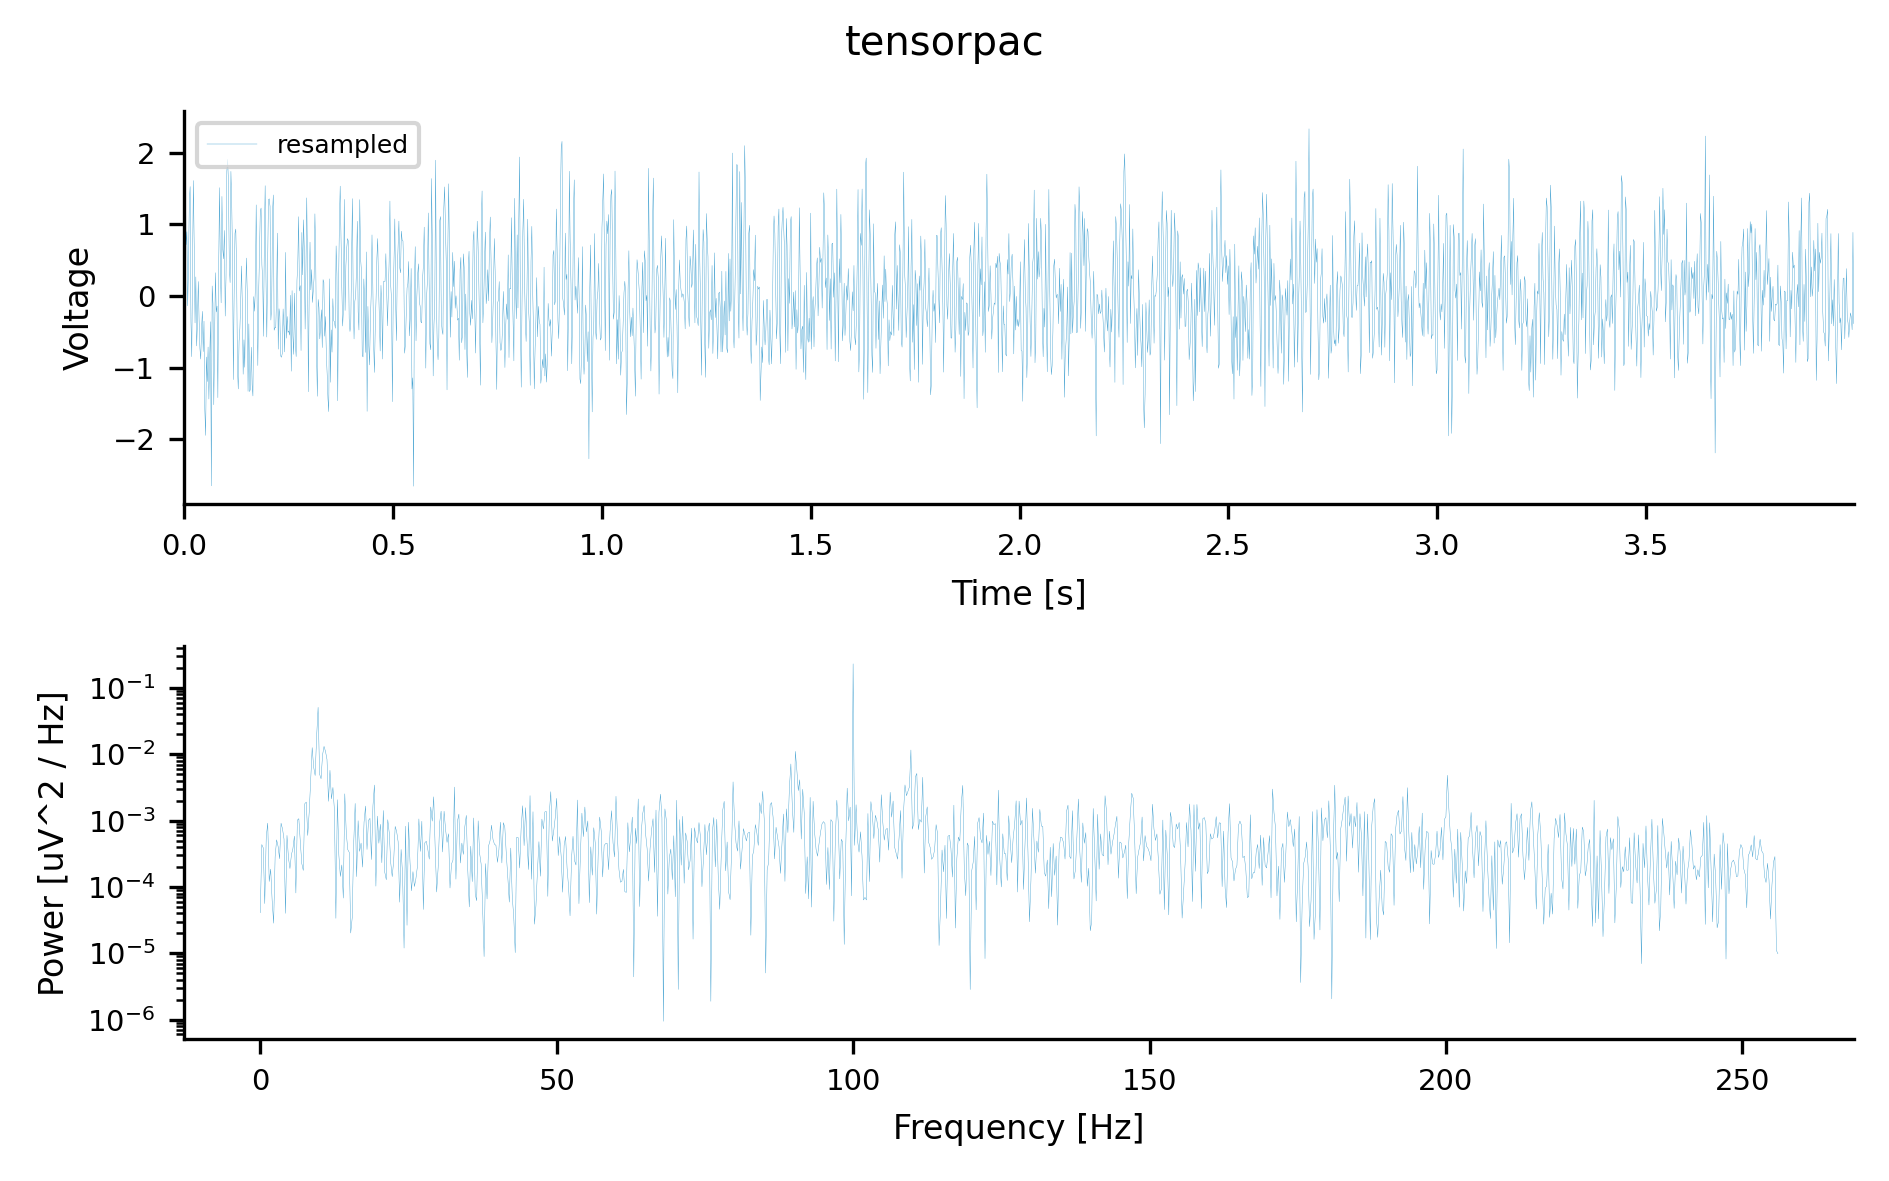 tensorpac
resampled
Voltage
2
1
0
−1
−2
0.0 0.5 1.0 1.5 2.0 2.5 3.0 3.5
Time [s]
Power [uV^2 / Hz]
10⁻¹
10⁻²
10⁻³
10⁻⁴
10⁻⁵
10⁻⁶
0 50 100 150 200 250
Frequency [Hz]